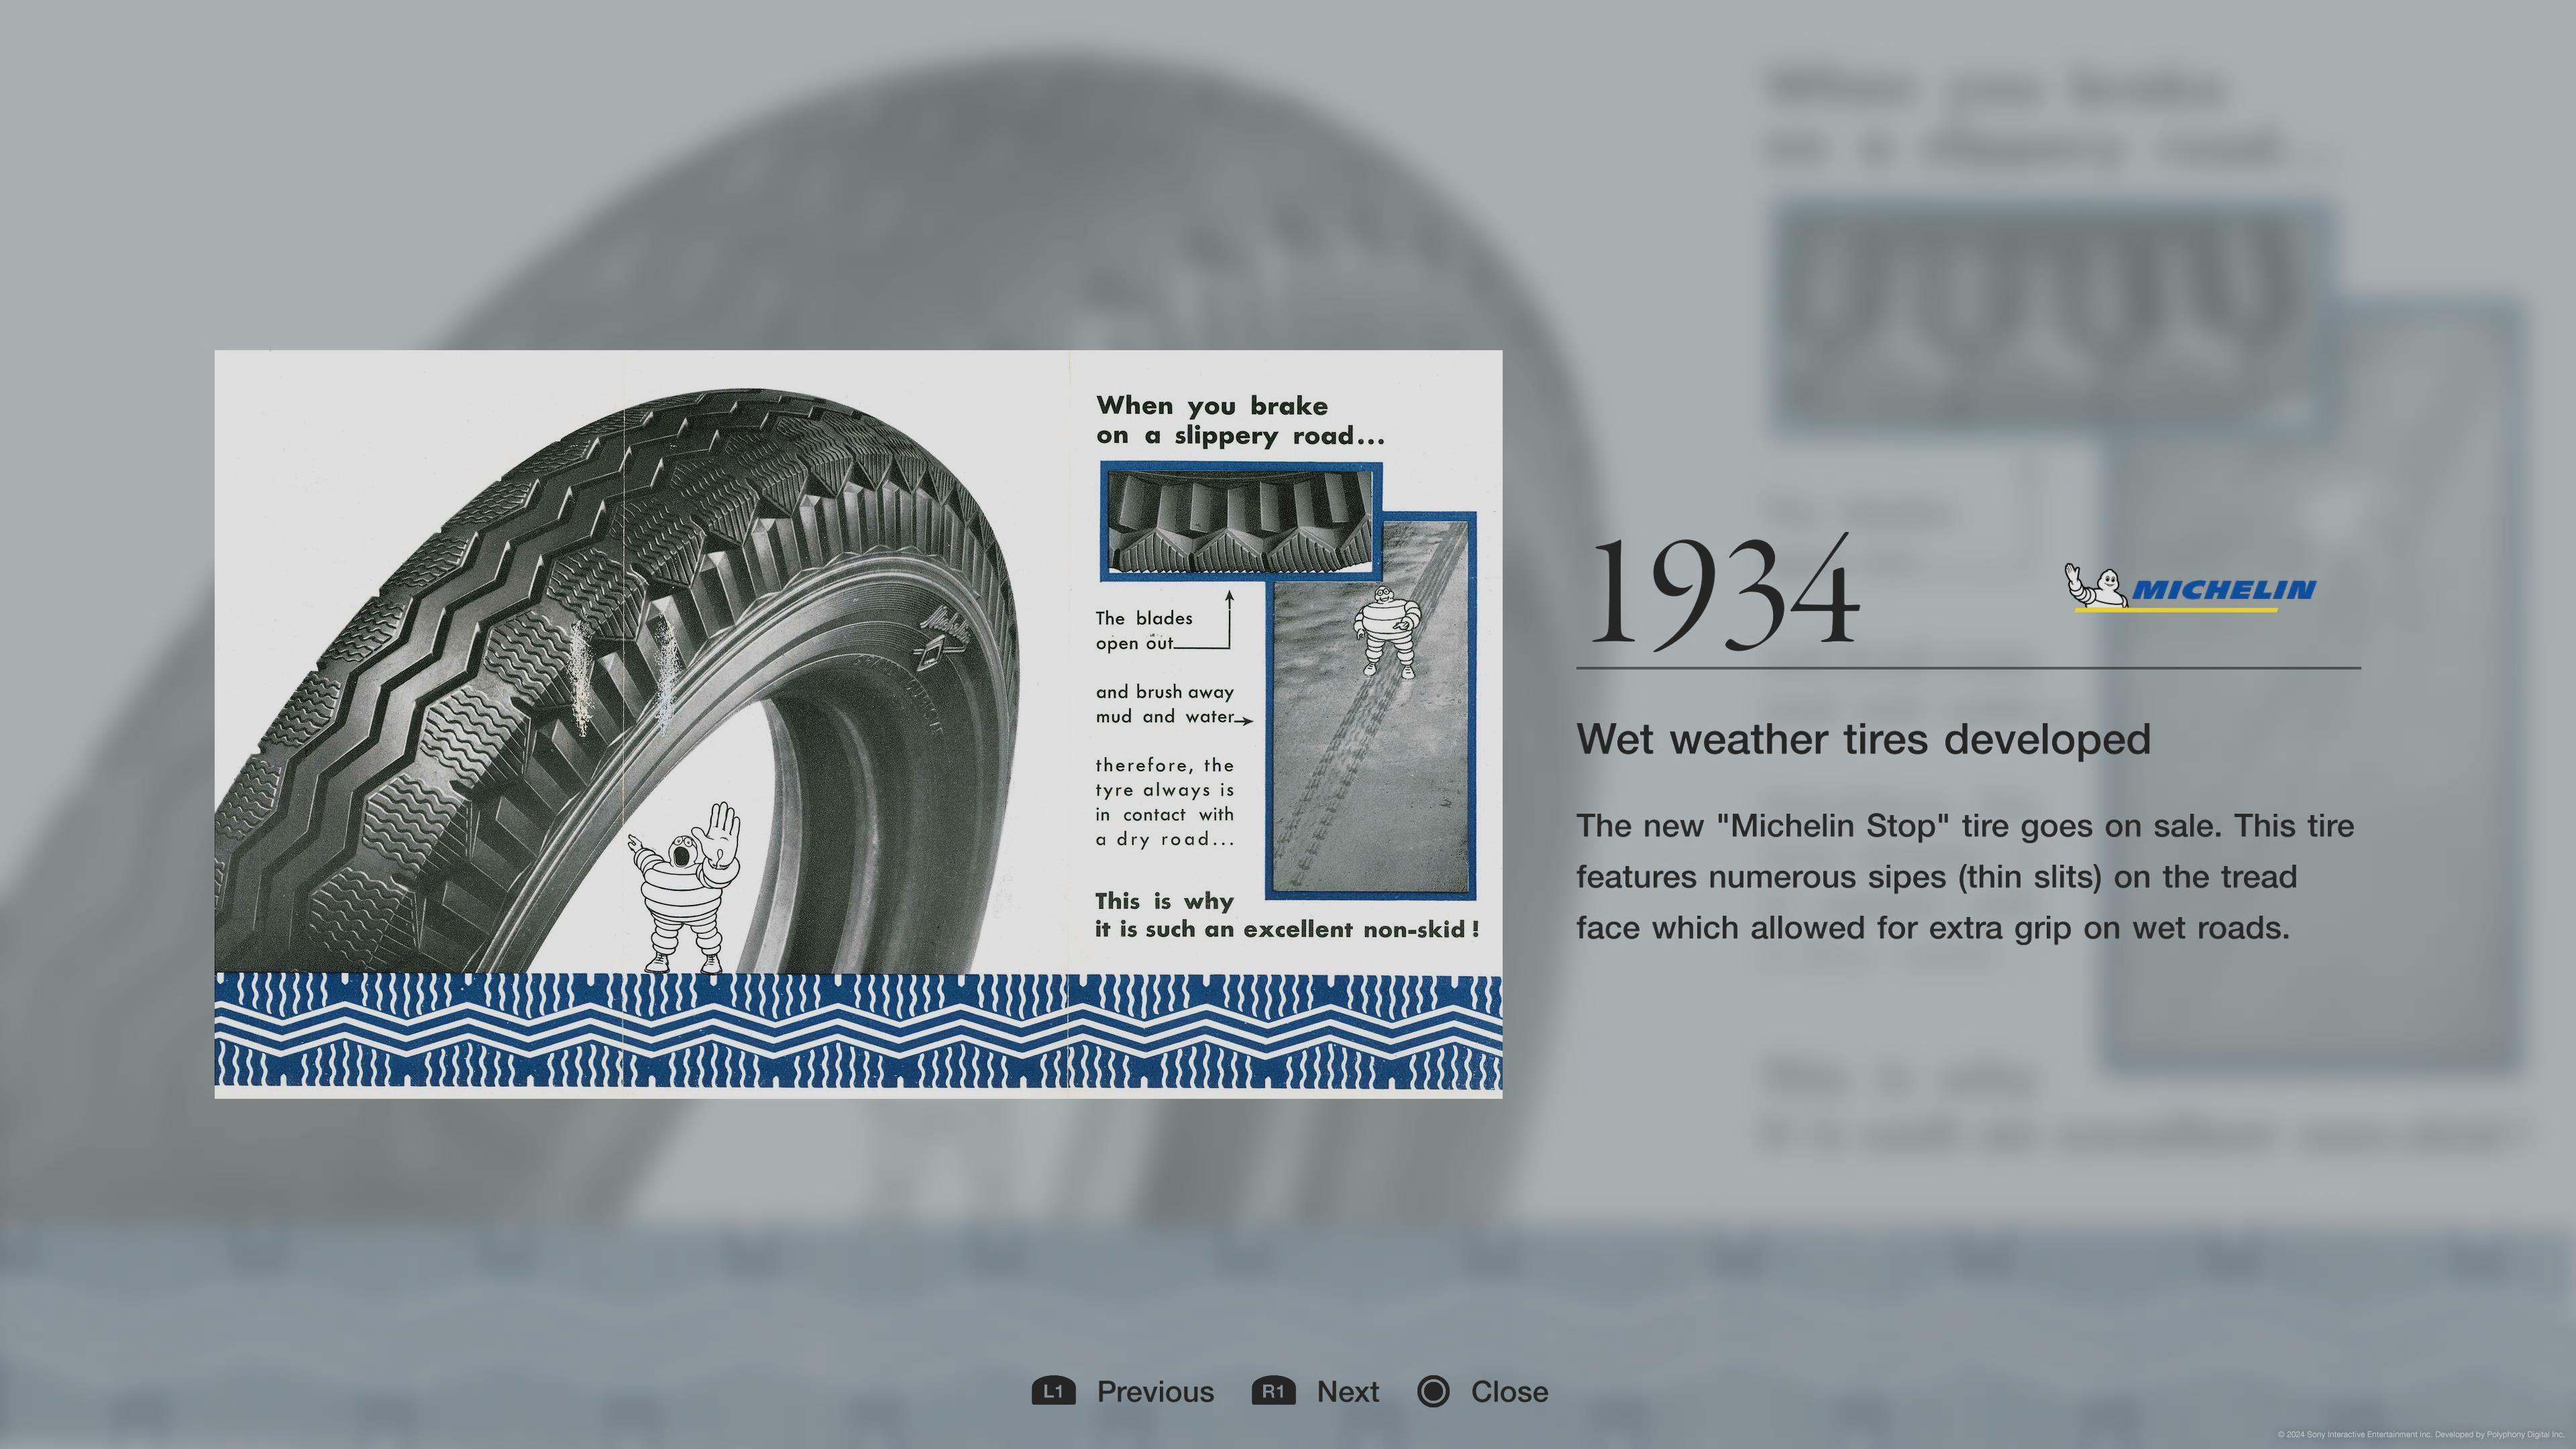 When you brake
on a slippery road...
The blades
open out
and brush away
mud and water
therefore, the
tyre always is
in contact with
a dry road...
This is why
it is such an excellent non-skid!
Michelin
1934
MICHELIN
Wet weather tires developed
The new "Michelin Stop" tire goes on sale. This tire
features numerous sipes (thin slits) on the tread
face which allowed for extra grip on wet roads.
L1 Previous R1 Next Close
© 2024 Sony Interactive Entertainment Inc. Developed by Polyphony Digital Inc.